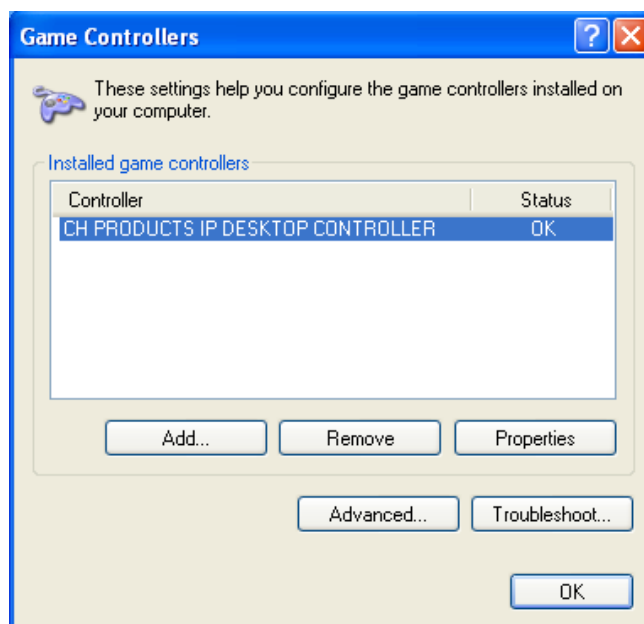 Game Controllers
?
These settings help you configure the game controllers installed on
your computer.
Installed game controllers
Controller Status
CH PRODUCTS IP DESKTOP CONTROLLER OK
Add... Remove Properties
Advanced... Troubleshoot...
OK